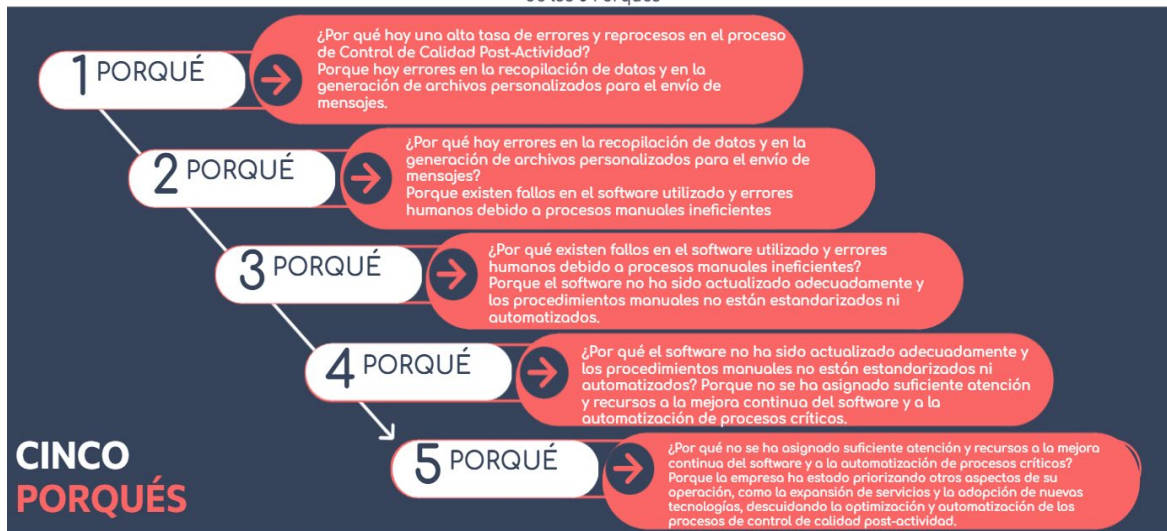 1 PORQUÉ
¿Por qué hay una alta tasa de errores y reprocesos en el proceso
de Control de Calidad Post-Actividad?
Porque hay errores en la recopilación de datos y en la
generación de archivos personalizados para el envío de
mensajes.
2 PORQUÉ
¿Por qué hay errores en la recopilación de datos y en la
generación de archivos personalizados para el envío de
mensajes?
Porque existen fallos en el software utilizado y errores
humanos debido a procesos manuales ineficientes
3 PORQUÉ
¿Por qué existen fallos en el software utilizado y errores
humanos debido a procesos manuales ineficientes?
Porque el software no ha sido actualizado adecuadamente y
los procedimientos manuales no están estandarizados ni
automatizados.
4 PORQUÉ
¿Por qué el software no ha sido actualizado adecuadamente y
los procedimientos manuales no están estandarizados ni
automatizados? Porque no se ha asignado suficiente atención
y recursos a la mejora continua del software y a la
automatización de procesos críticos.
5 PORQUÉ
¿Por qué no se ha asignado suficiente atención y recursos a la mejora
continua del software y a la automatización de procesos críticos?
Porque la empresa ha estado priorizando otros aspectos de su
operación, como la expansión de servicios y la adopción de nuevas
tecnologías, descuidando la optimización y automatización de los
procesos de control de calidad post-actividad.
CINCO
PORQUÉS